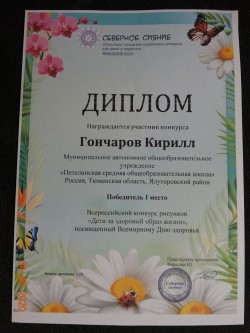 СЕВЕРНОЕ СИЯНИЕ
ДИПЛОМ
Награждается участник конкурса
Гончаров Кирилл
Муниципальное автономное общеобразовательное
учреждение
«Петелинская средняя общеобразовательная школа»
Россия, Тюменская область, Ялуторовский район
Победитель I место
Всероссийский конкурс рисунков
«Дети за здоровый образ жизни»,
посвященный Всемирному Дню здоровья